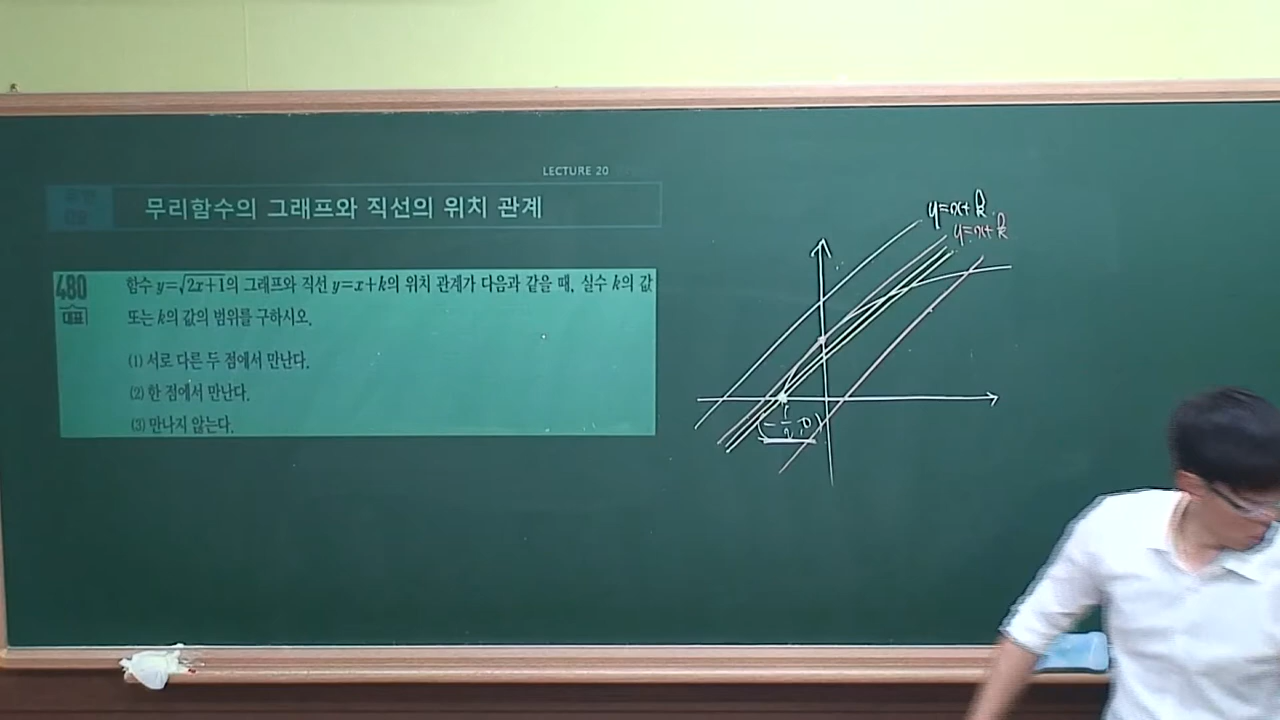 LECTURE 20
무리함수의 그래프와 직선의 위치 관계
480
대표
함수 y=√2x+1의 그래프와 직선 y=x+k의 위치 관계가 다음과 같을 때, 실수 k의 값
또는 k의 값의 범위를 구하시오.
(1) 서로 다른 두 점에서 만난다.
(2) 한 점에서 만난다.
(3) 만나지 않는다.
y=x+k
y=x+k
(-1/2, 0)